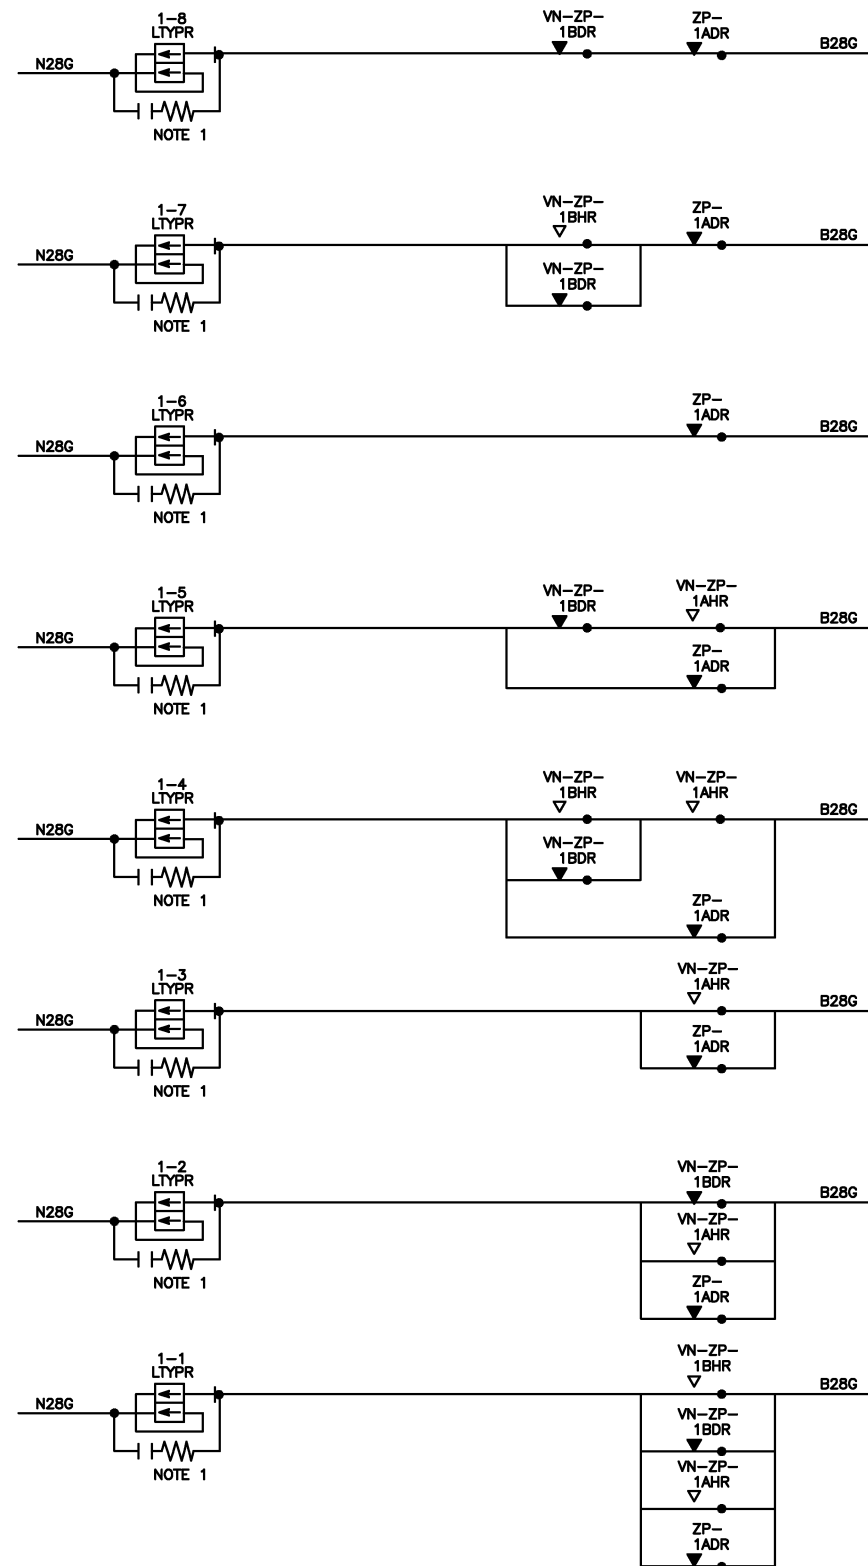 1-8
LTYPR
VN-ZP-
1BDR
ZP-
1ADR
N28G
B28G
NOTE 1
1-7
LTYPR
VN-ZP-
1BHR
ZP-
1ADR
N28G
B28G
VN-ZP-
1BDR
NOTE 1
1-6
LTYPR
ZP-
1ADR
N28G
B28G
NOTE 1
1-5
LTYPR
VN-ZP-
1BDR
VN-ZP-
1AHR
N28G
B28G
ZP-
1ADR
NOTE 1
1-4
LTYPR
VN-ZP-
1BHR
VN-ZP-
1AHR
N28G
B28G
VN-ZP-
1BDR
NOTE 1
ZP-
1ADR
1-3
LTYPR
VN-ZP-
1AHR
N28G
B28G
ZP-
1ADR
NOTE 1
1-2
LTYPR
VN-ZP-
1BDR
N28G
B28G
VN-ZP-
1AHR
NOTE 1
ZP-
1ADR
1-1
LTYPR
VN-ZP-
1BHR
N28G
B28G
VN-ZP-
1BDR
NOTE 1
VN-ZP-
1AHR
ZP-
1ADR